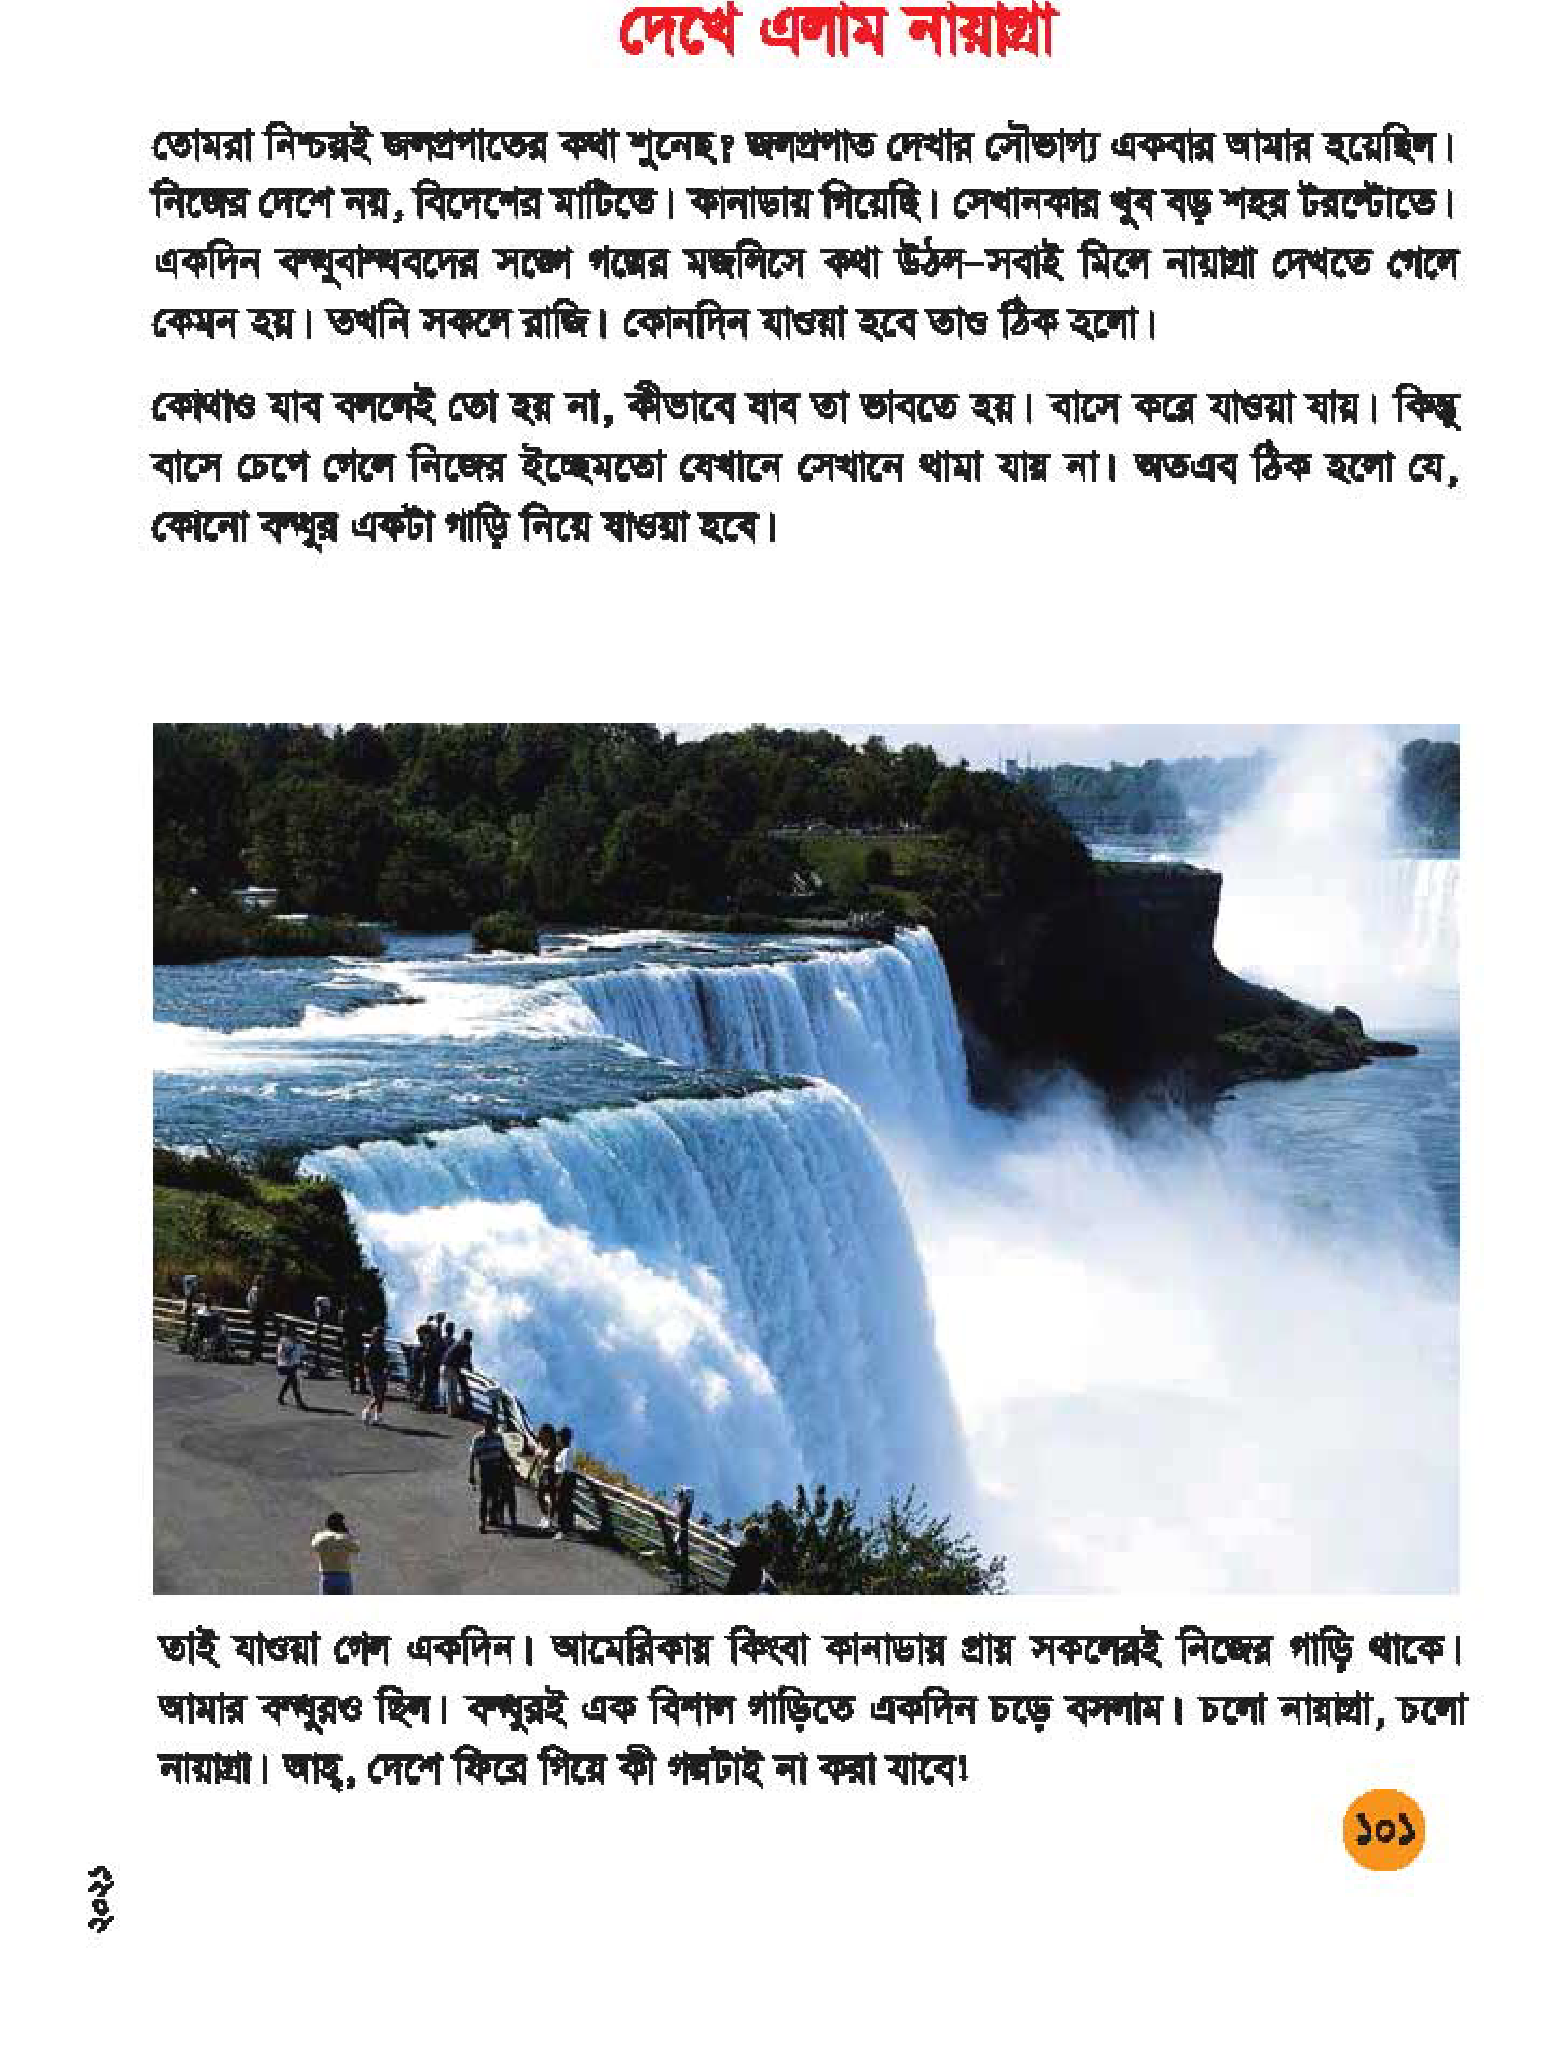 দেখে এলাম নায়াগ্রা
তোমরা নিশ্চয়ই জলপ্রপাতের কথা শুনেছ? জলপ্রপাত দেখার সৌভাগ্য একবার আমার হয়েছিল।
নিজের দেশে নয়, বিদেশের মাটিতে। কানাডায় গিয়েছি। সেখানকার খুব বড় শহর টরন্টোতে।
একদিন বন্ধুবান্ধবদের সঙ্গে গল্পের মজলিসে কথা উঠল–সবাই মিলে নায়াগ্রা দেখতে গেলে
কেমন হয়। তখনি সকলে রাজি। কোনদিন যাওয়া হবে তাও ঠিক হলো।
কোথাও যাব বললেই তো হয় না, কীভাবে যাব তা ভাবতে হয়। বাসে করে যাওয়া যায়। কিন্তু
বাসে চেপে গেলে নিজের ইচ্ছেমতো যেখানে সেখানে থামা যায় না। অতএব ঠিক হলো যে,
কোনো বন্ধুর একটা গাড়ি নিয়ে যাওয়া হবে।
তাই যাওয়া গেল একদিন। আমেরিকায় কিংবা কানাডায় প্রায় সকলেরই নিজের গাড়ি থাকে।
আমার বন্ধুরও ছিল। বন্ধুরই এক বিশাল গাড়িতে একদিন চড়ে বসলাম। চলো নায়াগ্রা, চলো
নায়াগ্রা। আহ্, দেশে ফিরে গিয়ে কী গল্পটাই না করা যাবে!
১০১
২০২১